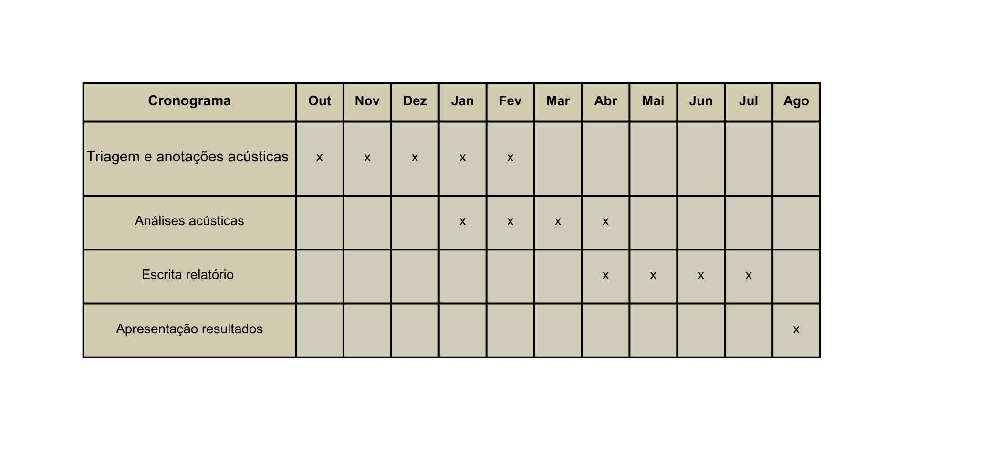 Cronograma Out Nov Dez Jan Fev Mar Abr Mai Jun Jul Ago
Triagem e anotações acústicas x x x x x
Análises acústicas x x x x
Escrita relatório x x x x
Apresentação resultados x